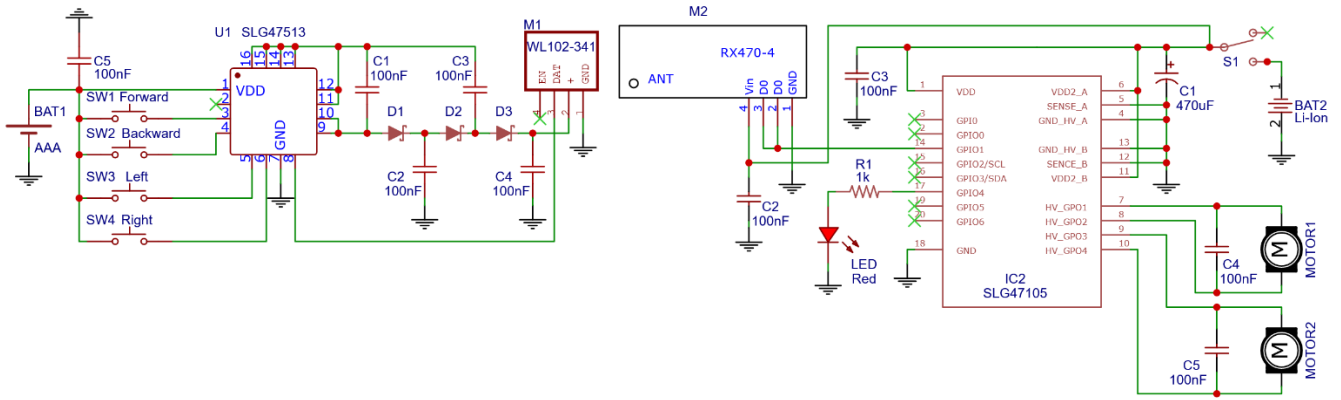 U1 SLG47513
16
15
14
13
C5
100nF
BAT1
AAA
SW1 Forward
SW2 Backward
SW3 Left
SW4 Right
1
2
3
4
VDD
GND
12
11
10
9
5
6
7
8
C1
100nF
C3
100nF
D1
D2
D3
C2
100nF
C4
100nF
M1
WL102-341
EN
DAT
+
GND
4
3
2
1
M2
RX470-4
ANT
Vin
D0
D0
GND
4
3
2
1
C2
100nF
R1
1k
LED
Red
C3
100nF
1
VDD
3
GPI0
2
GPIO0
14
GPIO1
15
GPIO2/SCL
16
GPIO3/SDA
17
GPIO4
19
GPIO5
20
GPIO6
18
GND
VDD2_A
6
SENSE_A
5
GND_HV_A
4
GND_HV_B
13
SENCE_B
12
VDD2_B
11
HV_GPO1
7
HV_GPO2
8
HV_GPO3
9
HV_GPO4
10
IC2
SLG47105
C1
470uF
+
S1
1
2
BAT2
Li-Ion
C4
100nF
M
MOTOR1
C5
100nF
M
MOTOR2